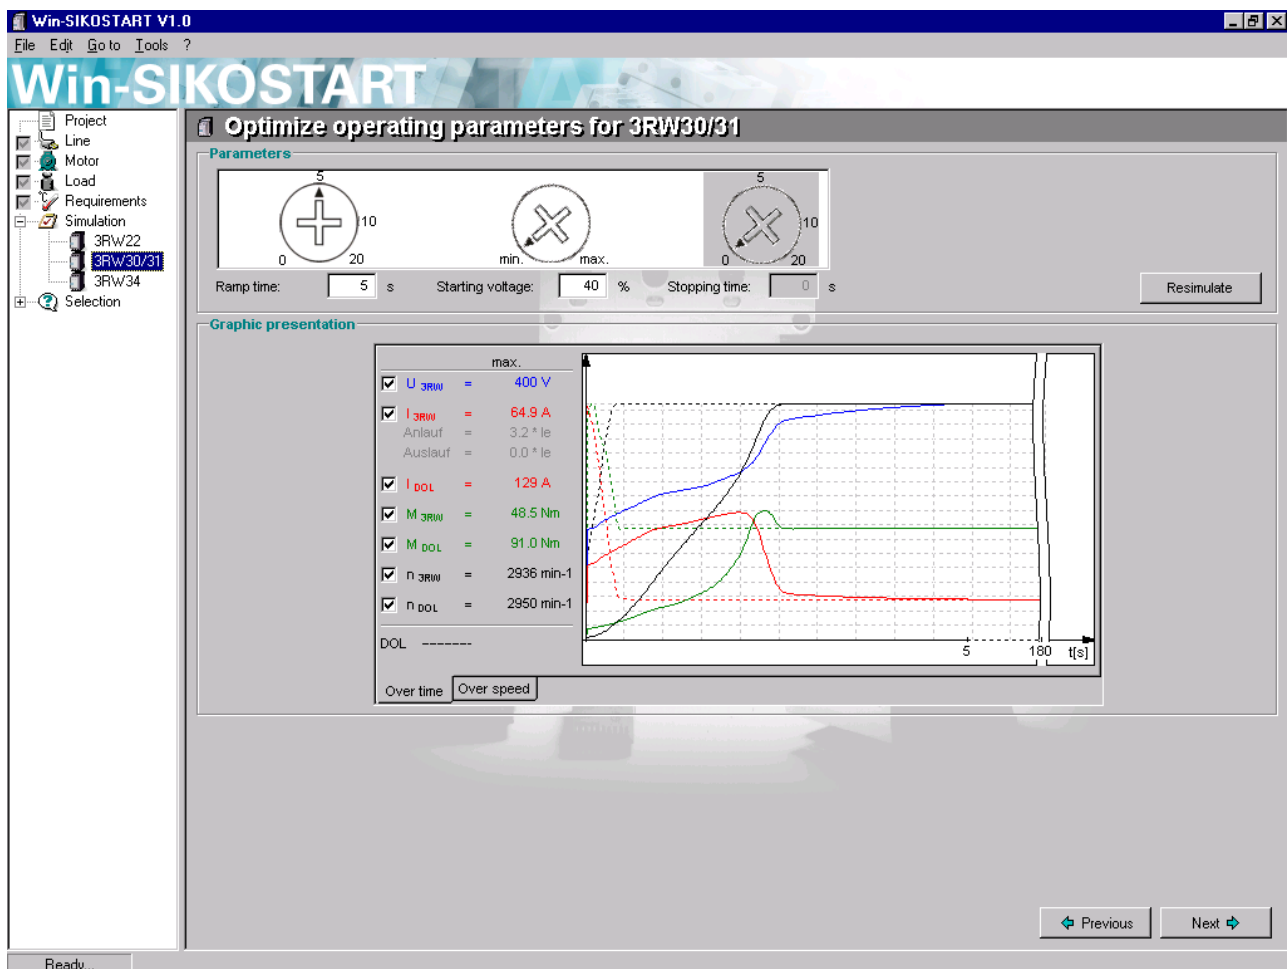 Win-SIKOSTART V1.0
File Edit Go to Tools ?
Win-SIKOSTART
Project
Line
Motor
Load
Requirements
Simulation
3RW22
3RW30/31
3RW34
Selection
Optimize operating parameters for 3RW30/31
Parameters
5 10 0 20
min. max.
5 10 0 20
Ramp time: 5 s Starting voltage: 40 % Stopping time: 0 s
Resimulate
Graphic presentation
max.
U 3RW = 400 V
I 3RW = 64.9 A
Anlauf = 3.2 * Ie
Auslauf = 0.0 * Ie
I DOL = 129 A
M 3RW = 48.5 Nm
M DOL = 91.0 Nm
n 3RW = 2936 min-1
n DOL = 2950 min-1
DOL -------
5 180 t[s]
Over time Over speed
Previous Next
Ready...